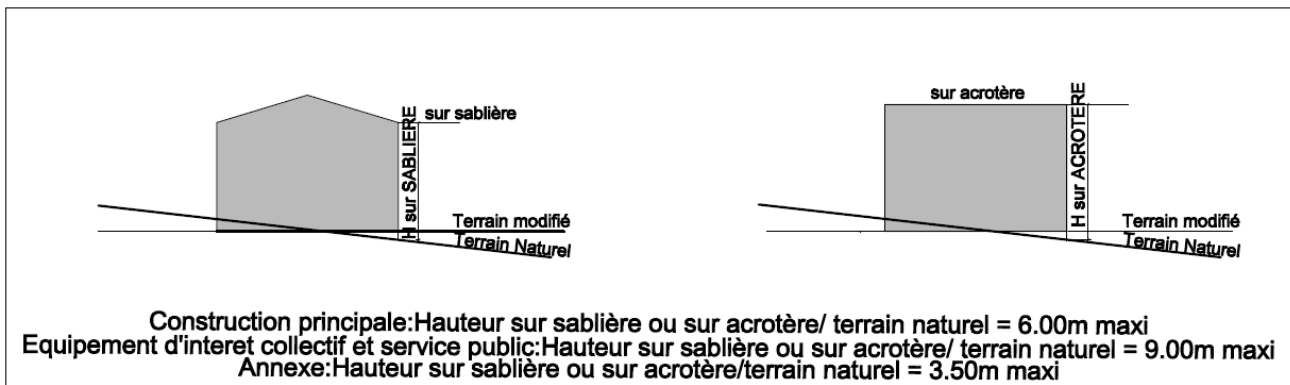 sur sablière
H sur SABLIERE
Terrain modifié
Terrain Naturel
sur acrotère
H sur ACROTERE
Terrain modifié
Terrain Naturel
Construction principale:Hauteur sur sablière ou sur acrotère/ terrain naturel = 6.00m maxi
Equipement d'interet collectif et service public:Hauteur sur sablière ou sur acrotère/ terrain naturel = 9.00m maxi
Annexe:Hauteur sur sablière ou sur acrotère/terrain naturel = 3.50m maxi